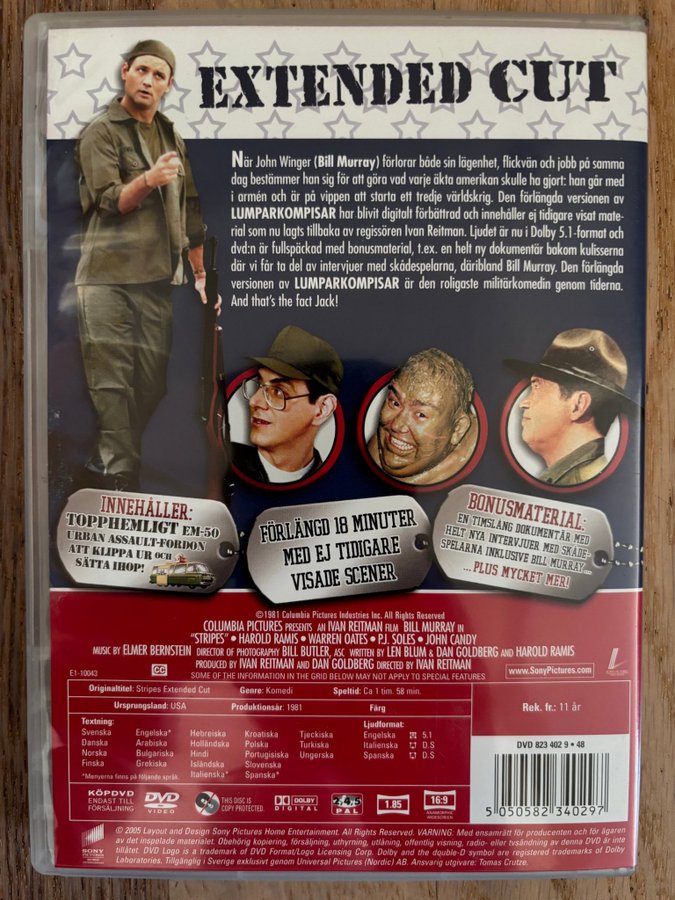 EXTENDED CUT
När John Winger (Bill Murray) förlorar både sin lägenhet, flickvän och jobb på samma
dag bestämmer han sig för att göra vad varje äkta amerikan skulle ha gjort: han går med
i armén och är på vippen att starta ett tredje världskrig. Den förlängda versionen av
LUMPARKOMPISAR har blivit digitalt förbättrad och innehåller ej tidigare visat mate-
rial som nu lagts tillbaka av regissören Ivan Reitman. Ljudet är nu i Dolby 5.1-format och
dvd:n är fullspäckad med bonusmaterial, t.ex. en helt ny dokumentär bakom kulisserna
där vi får ta del av intervjuer med skådespelarna, däribland Bill Murray. Den förlängda
versionen av LUMPARKOMPISAR är den roligaste militärkomedin genom tiderna.
And that's the fact Jack!
INNEHÅLLER:
TOPPHEMLIGT EM-50
URBAN ASSAULT-FORDON
ATT KLIPPA UR OCH
SÄTTA IHOP!
FÖRLÄNGD 18 MINUTER
MED EJ TIDIGARE
VISADE SCENER
BONUSMATERIAL:
EN TIMSLÅNG DOKUMENTÄR MED
HELT NYA INTERVJUER MED SKÅDE-
SPELARNA INKLUSIVE BILL MURRAY...
... PLUS MYCKET MER!
©1981 Columbia Pictures Industries Inc. All Rights Reserved
COLUMBIA PICTURES PRESENTS AN IVAN REITMAN FILM BILL MURRAY IN
"STRIPES" • HAROLD RAMIS • WARREN OATES • P.J. SOLES • JOHN CANDY
MUSIC BY ELMER BERNSTEIN DIRECTOR OF PHOTOGRAPHY BILL BUTLER, ASC WRITTEN BY LEN BLUM & DAN GOLDBERG AND HAROLD RAMIS
PRODUCED BY IVAN REITMAN AND DAN GOLDBERG DIRECTED BY IVAN REITMAN
E1-10043 CC SOME OF THE INFORMATION IN THE GRID BELOW MAY NOT APPLY TO SPECIAL FEATURES
www.SonyPictures.com
Originaltitel: Stripes Extended Cut Genre: Komedi Speltid: Ca 1 tim. 58 min.
Ursprungsland: USA Produktionsår: 1981 Färg
Rek. fr.: 11 år
Textning: Ljudformat:
Svenska Engelska* Hebreiska Kroatiska Tjeckiska Engelska 5.1
Danska Arabiska Holländska Polska Turkiska Italienska D.S
Norska Bulgariska Hindi Portugisiska Ungerska Spanska D.S
Finska Grekiska Isländska Slovenska
*Menyerna finns på följande språk. Italienska* Spanska*
DVD 823 402 9 • 48
5 050582 340297
KÖPDVD
ENDAST TILL
FÖRSÄLJNING
DVD
VIDEO
THIS DISC IS
COPY PROTECTED.
DOLBY
DIGITAL
2,4,5
PAL
1.85
16:9
ANAMORPHIC
WIDESCREEN
SONY
PICTURES
© 2005 Layout and Design Sony Pictures Home Entertainment. All Rights Reserved. VARNING: Med ensamrätt för producenten och för ägaren
av det inspelade materialet. Obehörig kopiering, försäljning, uthyrning, utlåning, offentlig visning, radio- eller tv-sändning av denna DVD är inte
tillåtet. DVD Logo is a trademark of DVD Format/Logo Licensing Corp. Dolby and the double-D symbol are registered trademarks of Dolby
Laboratories. Tillgänglig i Sverige exklusivt genom Universal Pictures (Nordic) AB. Ansvarig utgivare: Tomas Crutze.